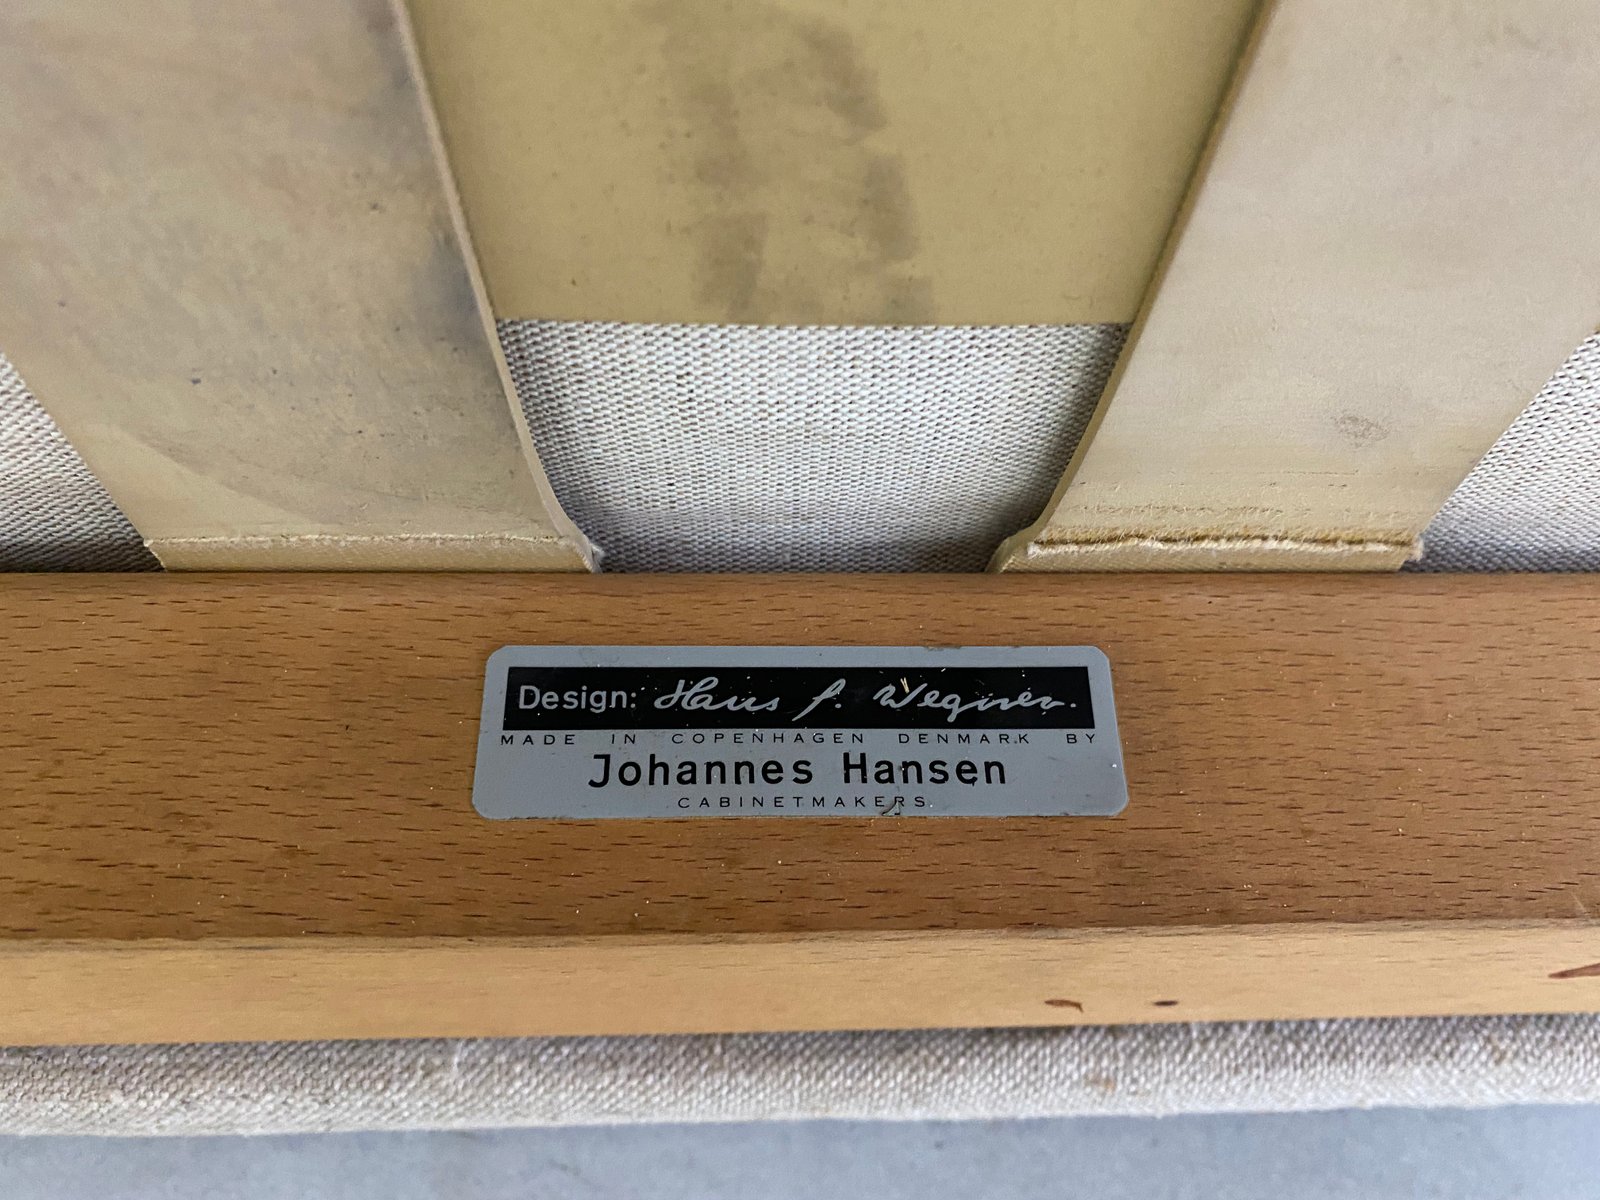 Design: Hans J. Wegner.
MADE IN COPENHAGEN DENMARK BY
Johannes Hansen
CABINETMAKERS